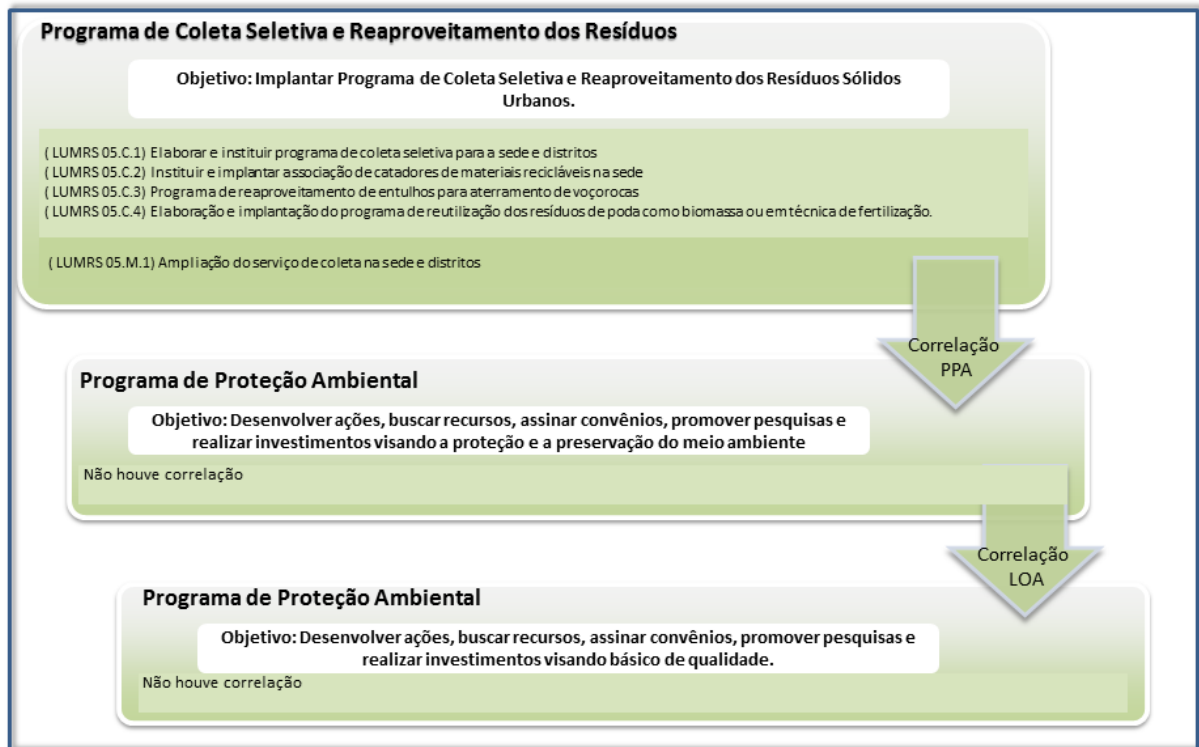 Programa de Coleta Seletiva e Reaproveitamento dos Resíduos
Objetivo: Implantar Programa de Coleta Seletiva e Reaproveitamento dos Resíduos Sólidos
Urbanos.
( LUMRS 05.C.1) Elaborar e instituir programa de coleta seletiva para a sede e distritos
( LUMRS 05.C.2) Instituir e implantar associação de catadores de materiais recicláveis na sede
( LUMRS 05.C.3) Programa de reaproveitamento de entulhos para aterramento de voçorocas
( LUMRS 05.C.4) Elaboração e implantação do programa de reutilização dos resíduos de poda como biomassa ou em técnica de fertilização.
( LUMRS 05.M.1) Ampliação do serviço de coleta na sede e distritos
Correlação
PPA
Programa de Proteção Ambiental
Objetivo: Desenvolver ações, buscar recursos, assinar convênios, promover pesquisas e
realizar investimentos visando a proteção e a preservação do meio ambiente
Não houve correlação
Correlação
LOA
Programa de Proteção Ambiental
Objetivo: Desenvolver ações, buscar recursos, assinar convênios, promover pesquisas e
realizar investimentos visando básico de qualidade.
Não houve correlação